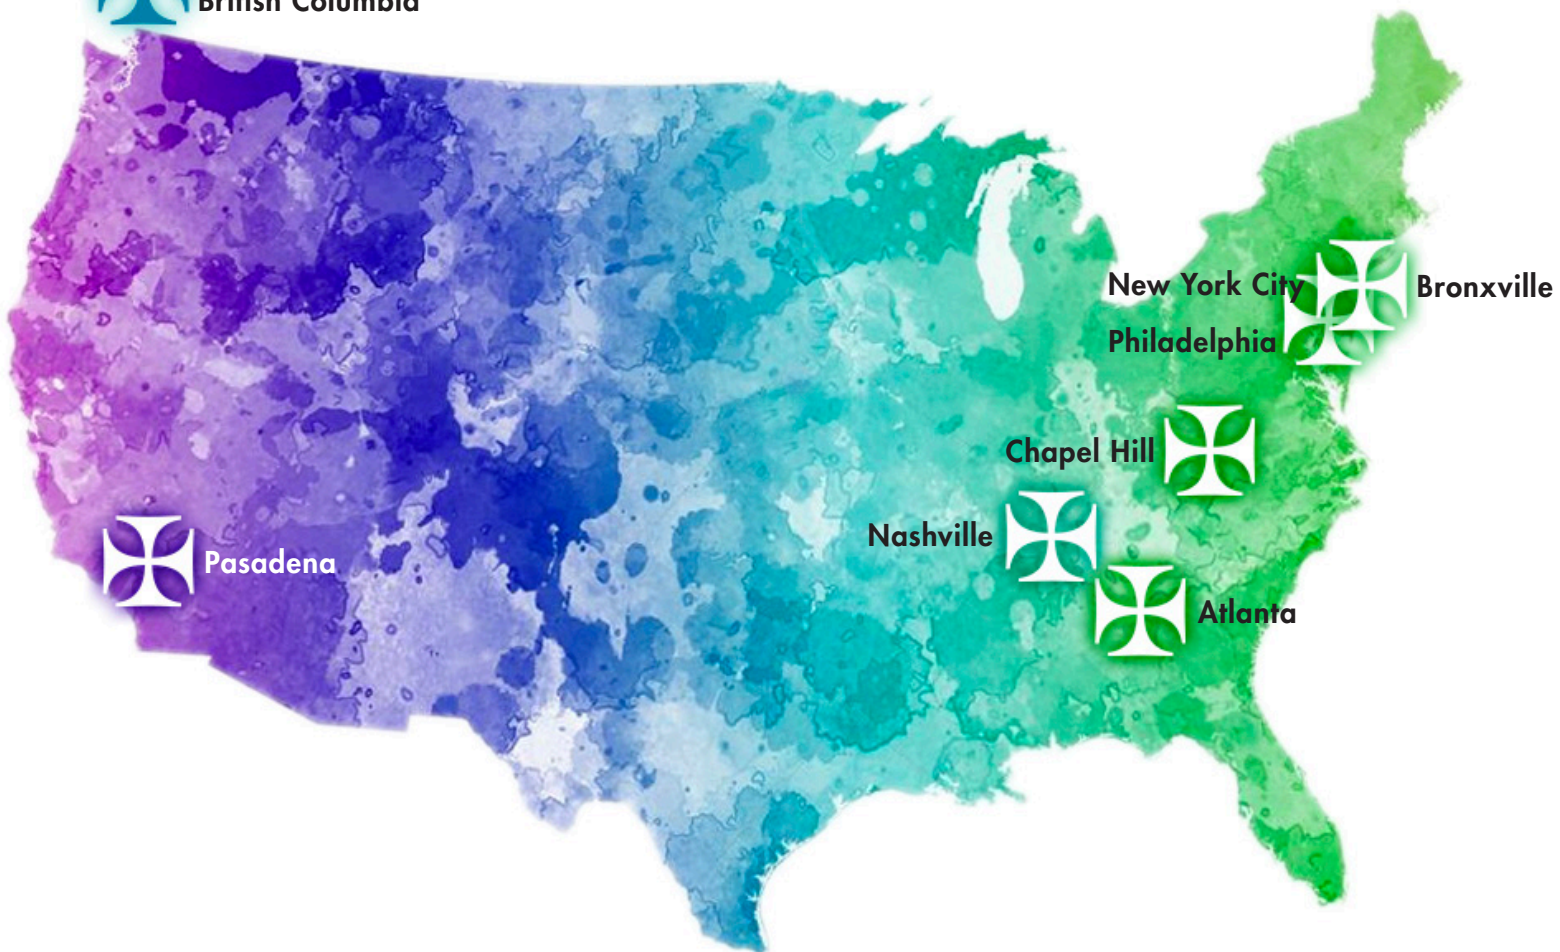 British Columbia
New York City
Bronxville
Philadelphia
Chapel Hill
Nashville
Pasadena
Atlanta